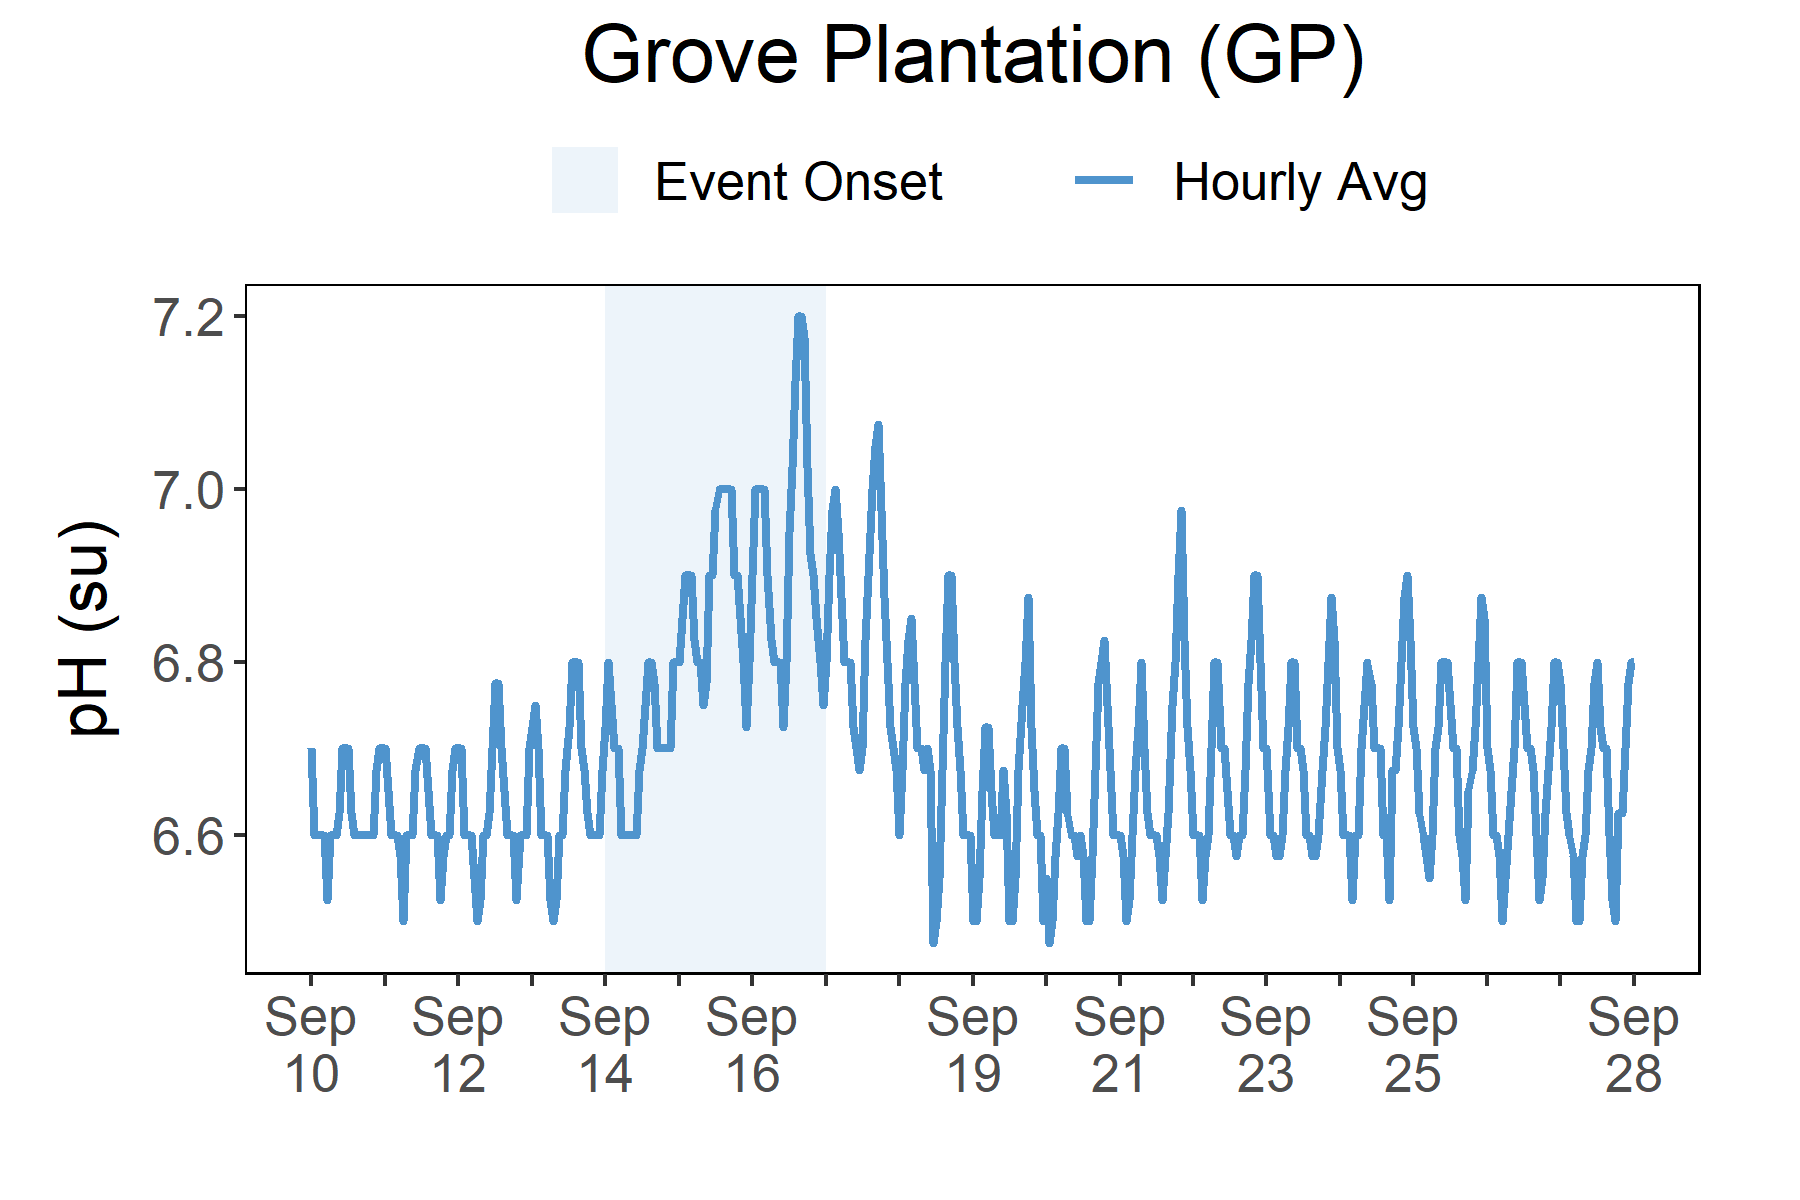 Grove Plantation (GP)
Event Onset Hourly Avg
pH (su)
7.2
7.0
6.8
6.6
Sep Sep Sep Sep Sep Sep Sep Sep Sep
10 12 14 16 19 21 23 25 28